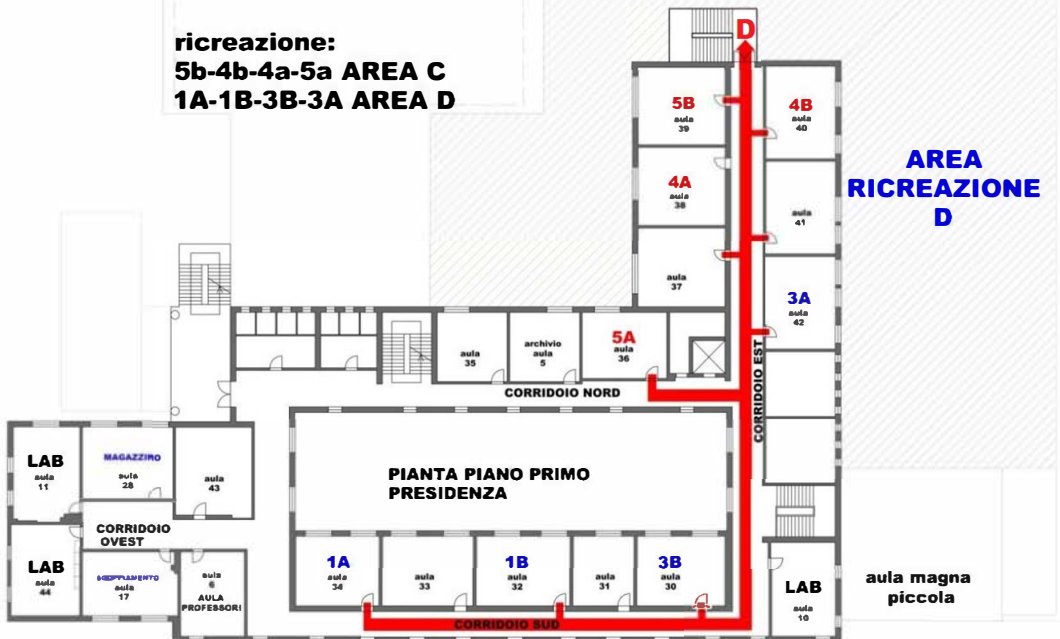 ricreazione:
5b-4b-4a-5a AREA C
1A-1B-3B-3A AREA D
D
5B
aula
39
4B
aula
40
AREA
RICREAZIONE
D
4A
aula
38
aula
41
aula
37
3A
aula
42
aula
35
archivio
aula
5
5A
aula
36
CORRIDOIO NORD
CORRIDOIO EST
LAB
aula
11
MAGAZZINO
aula
28
aula
43
PIANTA PIANO PRIMO
PRESIDENZA
CORRIDOIO
OVEST
LAB
aula
44
aula
17
aula
6
AULA
PROFESSORI
1A
aula
34
aula
33
1B
aula
32
aula
31
3B
aula
30
LAB
aula
10
aula magna
piccola
CORRIDOIO SUD